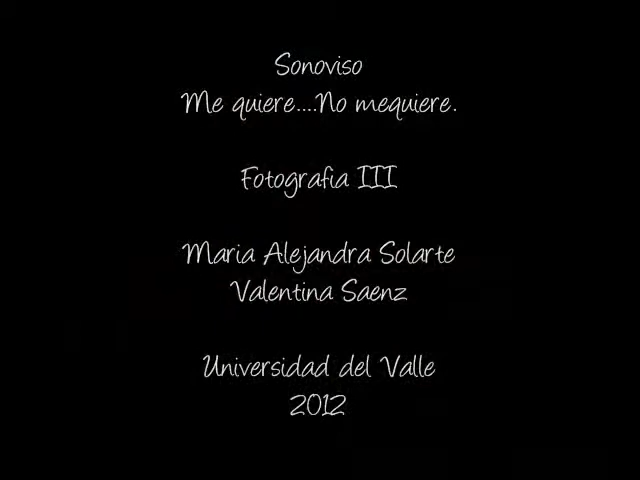 Sonoviso
Me quiere....No mequiere.
Fotografia III
Maria Alejandra Solarte
Valentina Saenz
Universidad del Valle
2012